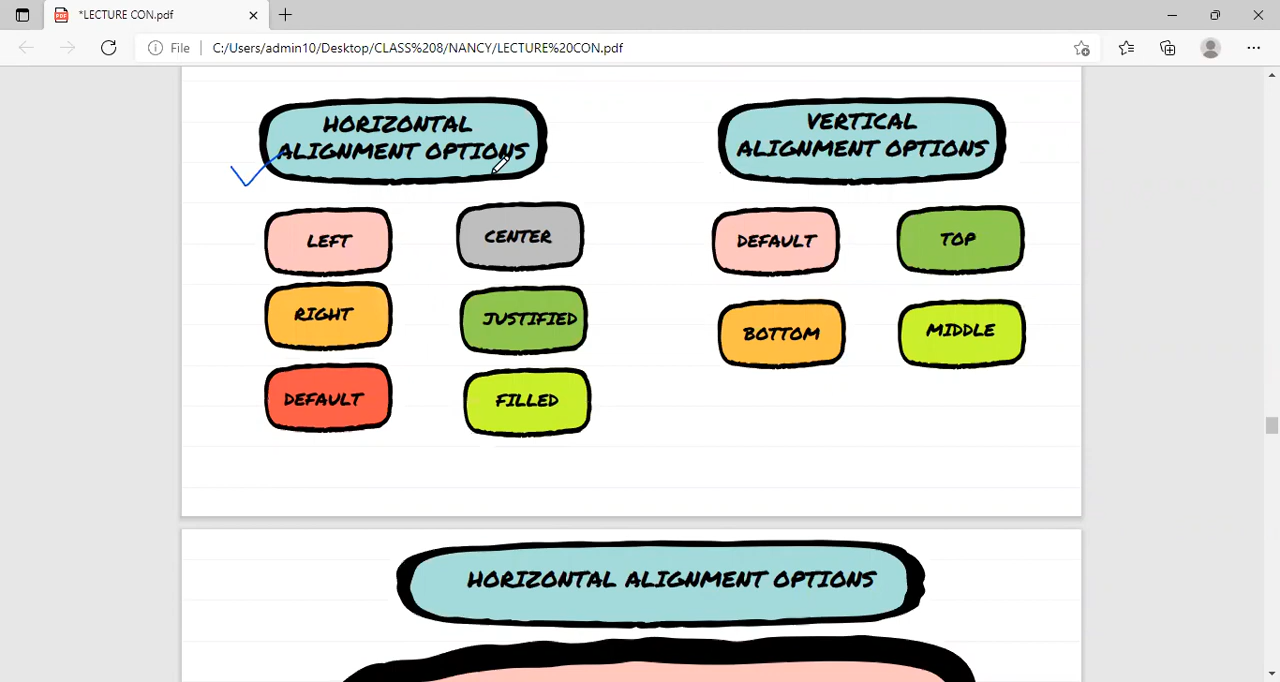 *LECTURE CON.pdf
File C:/Users/admin10/Desktop/CLASS%208/NANCY/LECTURE%20CON.pdf
HORIZONTAL
ALIGNMENT OPTIONS
LEFT
CENTER
RIGHT
JUSTIFIED
DEFAULT
FILLED
VERTICAL
ALIGNMENT OPTIONS
DEFAULT
TOP
BOTTOM
MIDDLE
HORIZONTAL ALIGNMENT OPTIONS